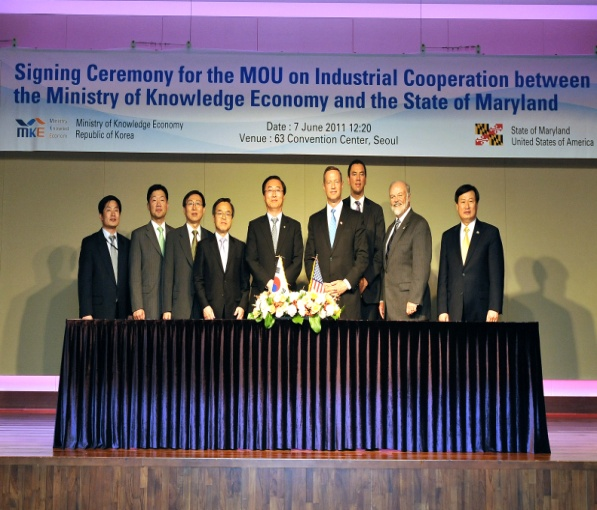 Signing Ceremony for the MOU on Industrial Cooperation between
the Ministry of Knowledge Economy and the State of Maryland
MKE
Ministry of Knowledge Economy
Republic of Korea
Date : 7 June 2011 12:20
Venue : 63 Convention Center, Seoul
State of Maryland
United States of America